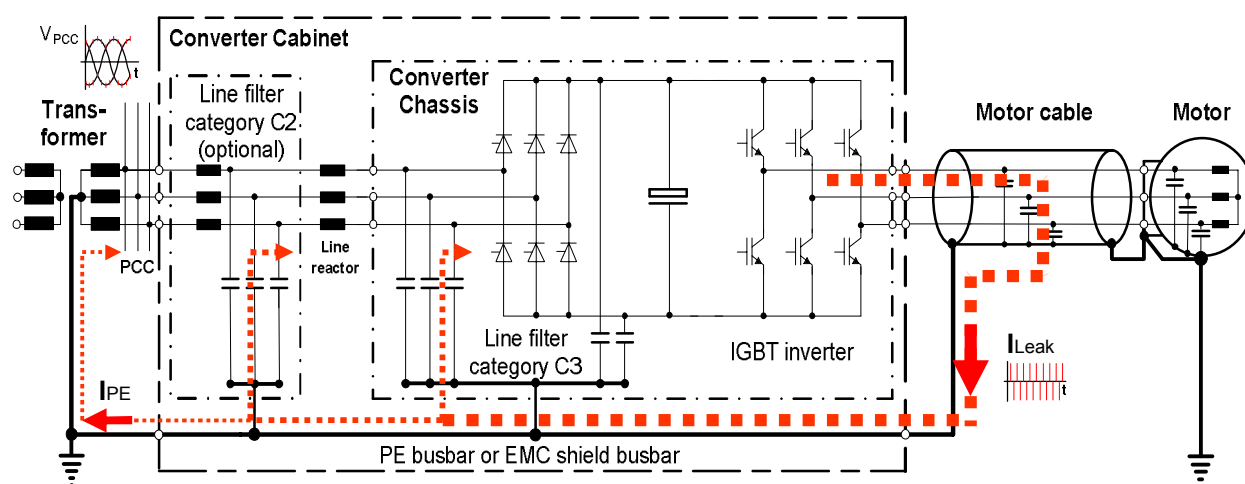 VPCC
t
Converter Cabinet
Trans-
former
Line filter
category C2
(optional)
Converter
Chassis
Motor cable
Motor
PCC
Line
reactor
Line filter
category C3
IGBT inverter
ILeak
t
IPE
PE busbar or EMC shield busbar